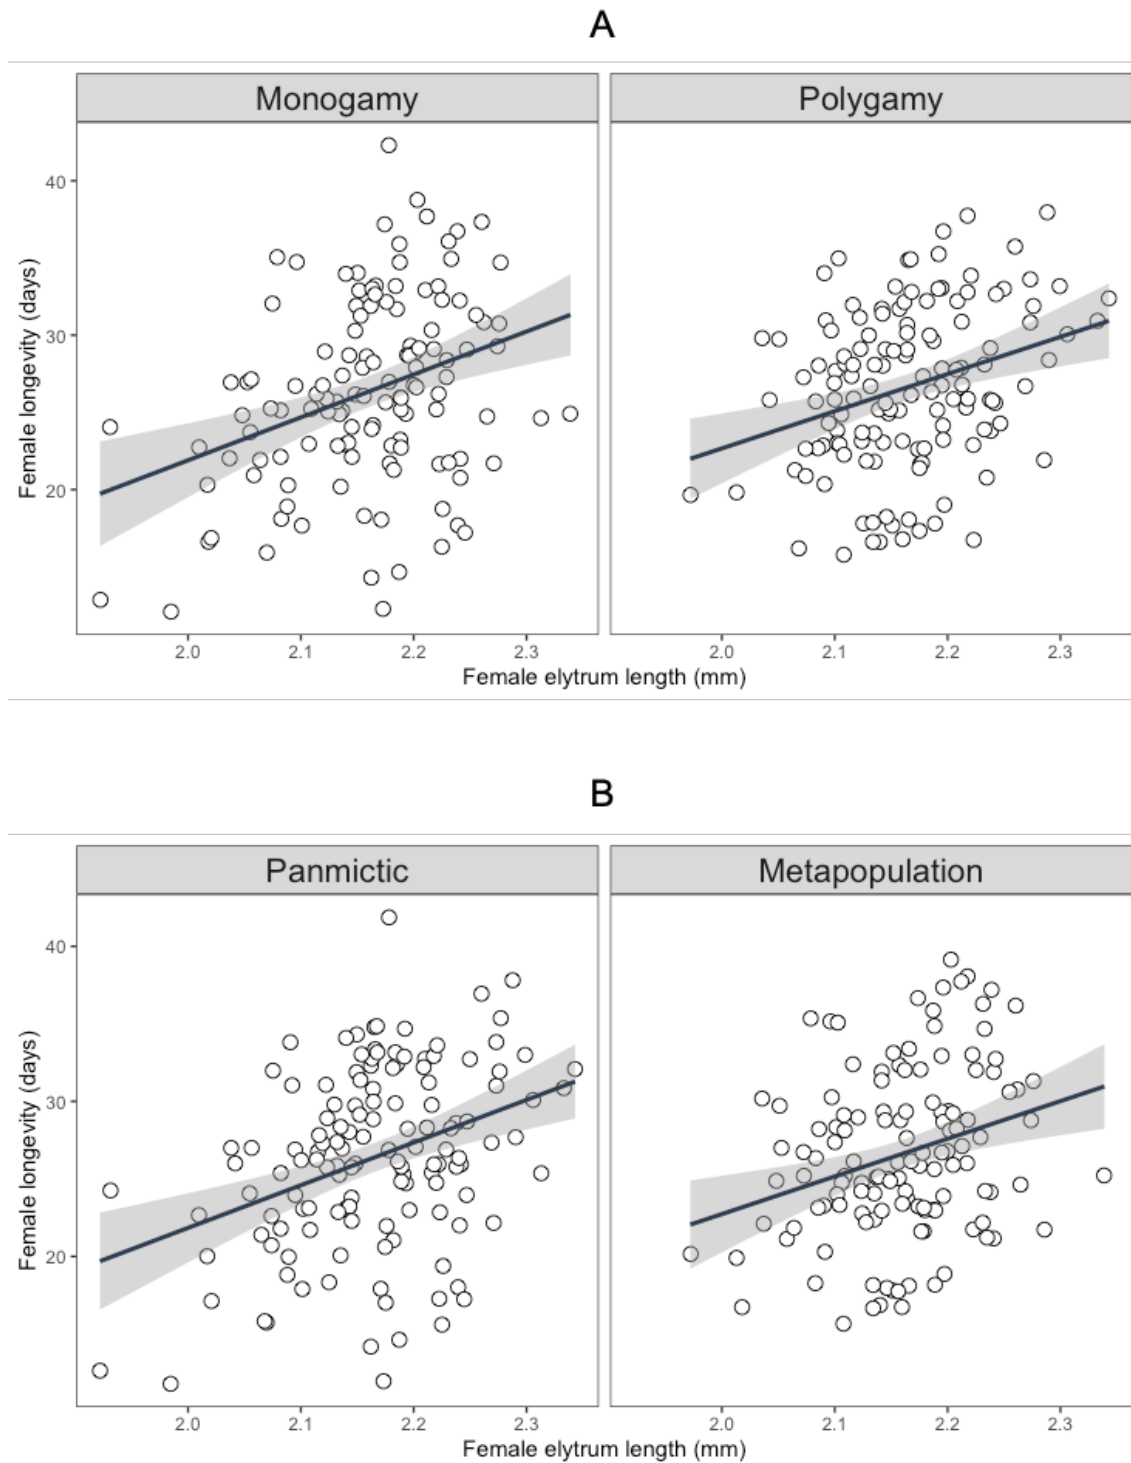 A
Monogamy
Polygamy
40
30
20
Female longevity (days)
2.0 2.1 2.2 2.3 2.0 2.1 2.2 2.3
Female elytrum length (mm)
B
Panmictic
Metapopulation
40
30
20
Female longevity (days)
2.0 2.1 2.2 2.3 2.0 2.1 2.2 2.3
Female elytrum length (mm)